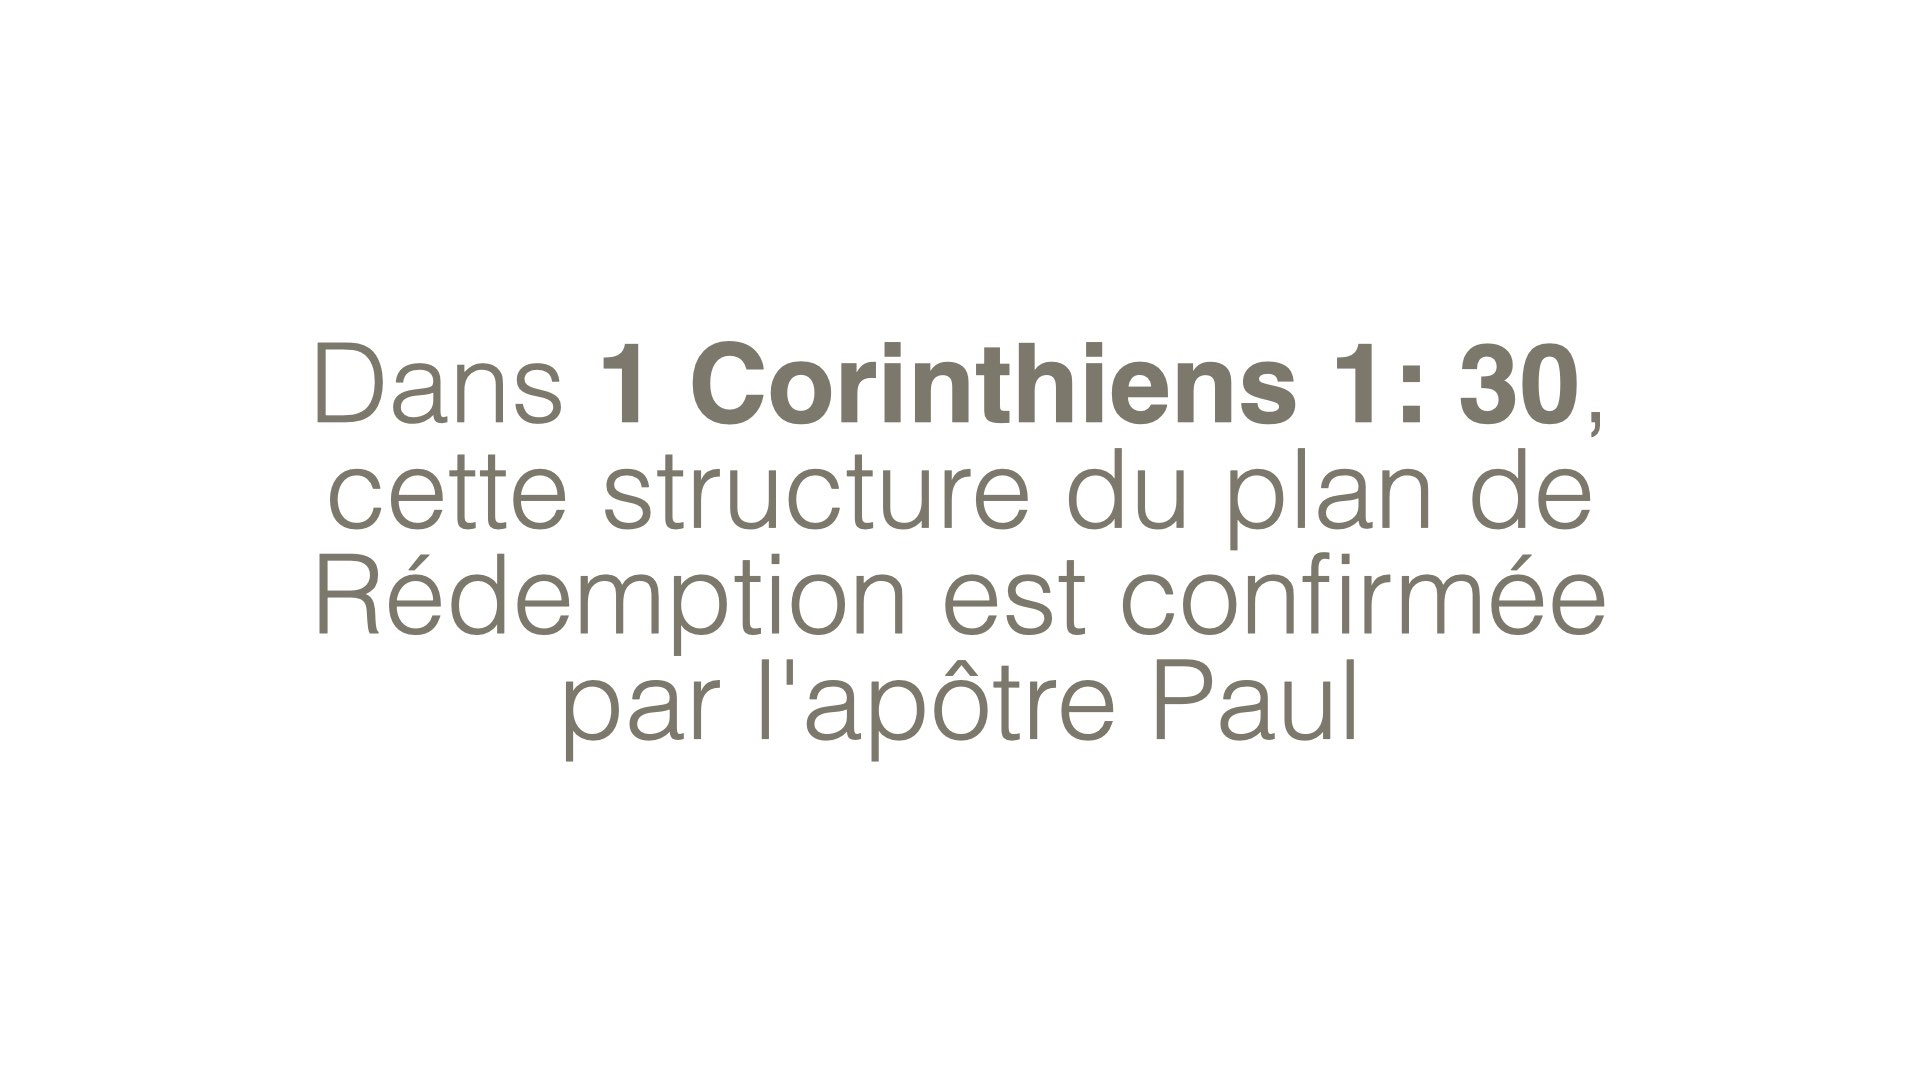 Dans 1 Corinthiens 1: 30,
cette structure du plan de
Rédemption est confirmée
par l'apôtre Paul